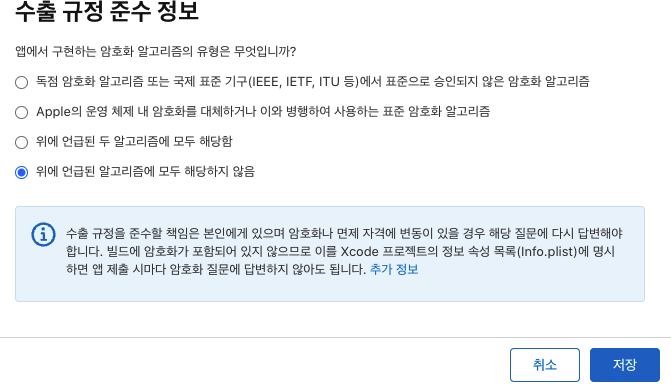 수출 규정 준수 정보
앱에서 구현하는 암호화 알고리즘의 유형은 무엇입니까?
독점 암호화 알고리즘 또는 국제 표준 기구(IEEE, IETF, ITU 등)에서 표준으로 승인되지 않은 암호화 알고리즘
Apple의 운영 체제 내 암호화를 대체하거나 이와 병행하여 사용하는 표준 암호화 알고리즘
위에 언급된 두 알고리즘에 모두 해당함
위에 언급된 알고리즘에 모두 해당하지 않음
수출 규정을 준수할 책임은 본인에게 있으며 암호화나 면제 자격에 변동이 있을 경우 해당 질문에 다시 답변해야
합니다. 빌드에 암호화가 포함되어 있지 않으므로 이를 Xcode 프로젝트의 정보 속성 목록(Info.plist)에 명시
하면 앱 제출 시마다 암호화 질문에 답변하지 않아도 됩니다. 추가 정보
취소
저장